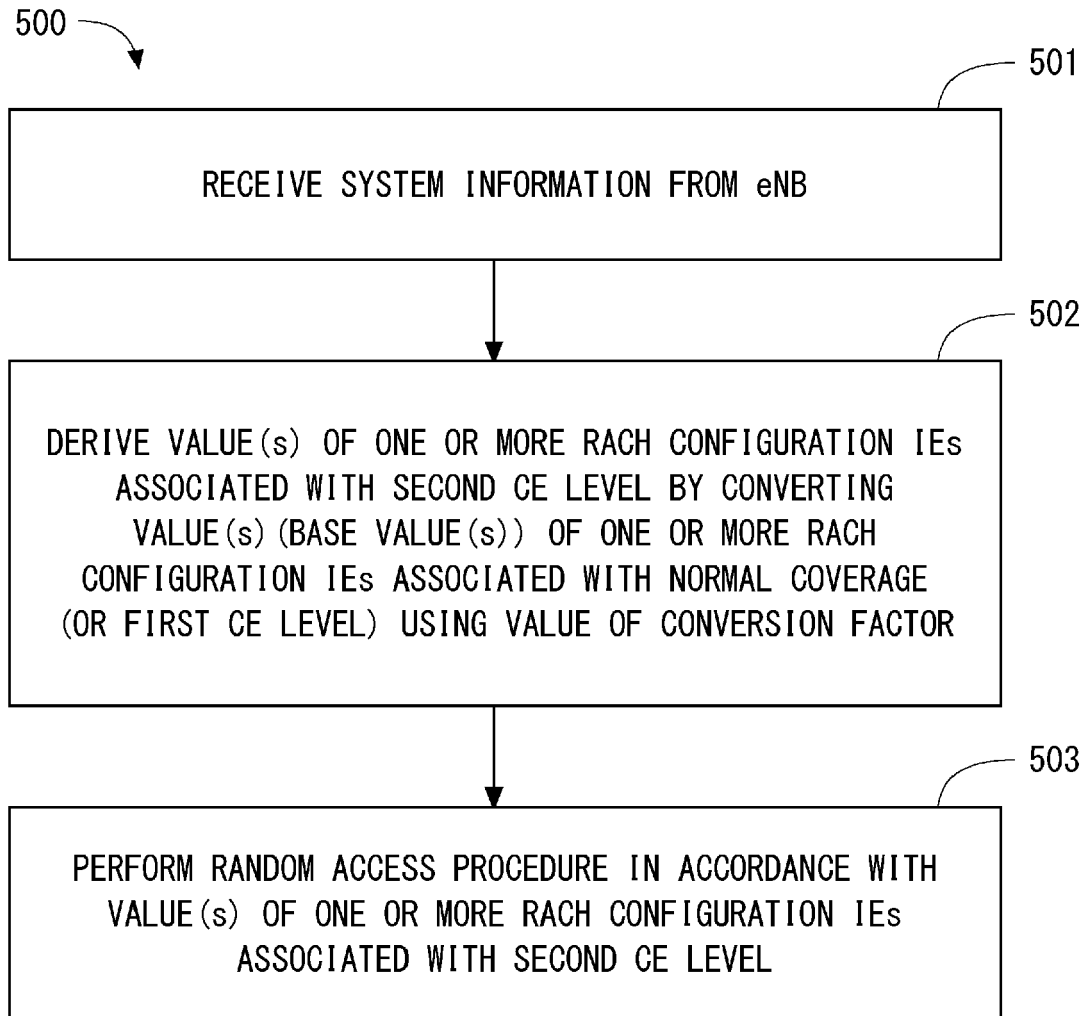 500
501
RECEIVE SYSTEM INFORMATION FROM eNB
502
DERIVE VALUE(s) OF ONE OR MORE RACH CONFIGURATION IEs
ASSOCIATED WITH SECOND CE LEVEL BY CONVERTING
VALUE(s)(BASE VALUE(s)) OF ONE OR MORE RACH
CONFIGURATION IEs ASSOCIATED WITH NORMAL COVERAGE
(OR FIRST CE LEVEL) USING VALUE OF CONVERSION FACTOR
503
PERFORM RANDOM ACCESS PROCEDURE IN ACCORDANCE WITH
VALUE(s) OF ONE OR MORE RACH CONFIGURATION IEs
ASSOCIATED WITH SECOND CE LEVEL